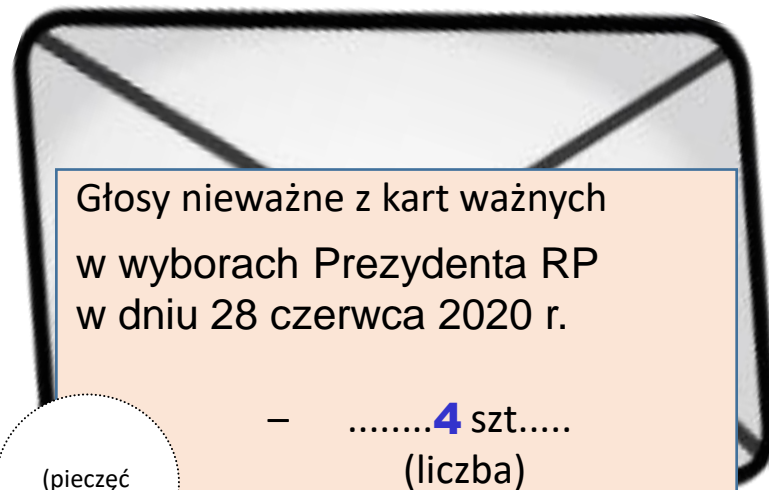 Głosy nieważne z kart ważnych
w wyborach Prezydenta RP
w dniu 28 czerwca 2020 r.
– ........4 szt.....
(liczba)
(pieczęć